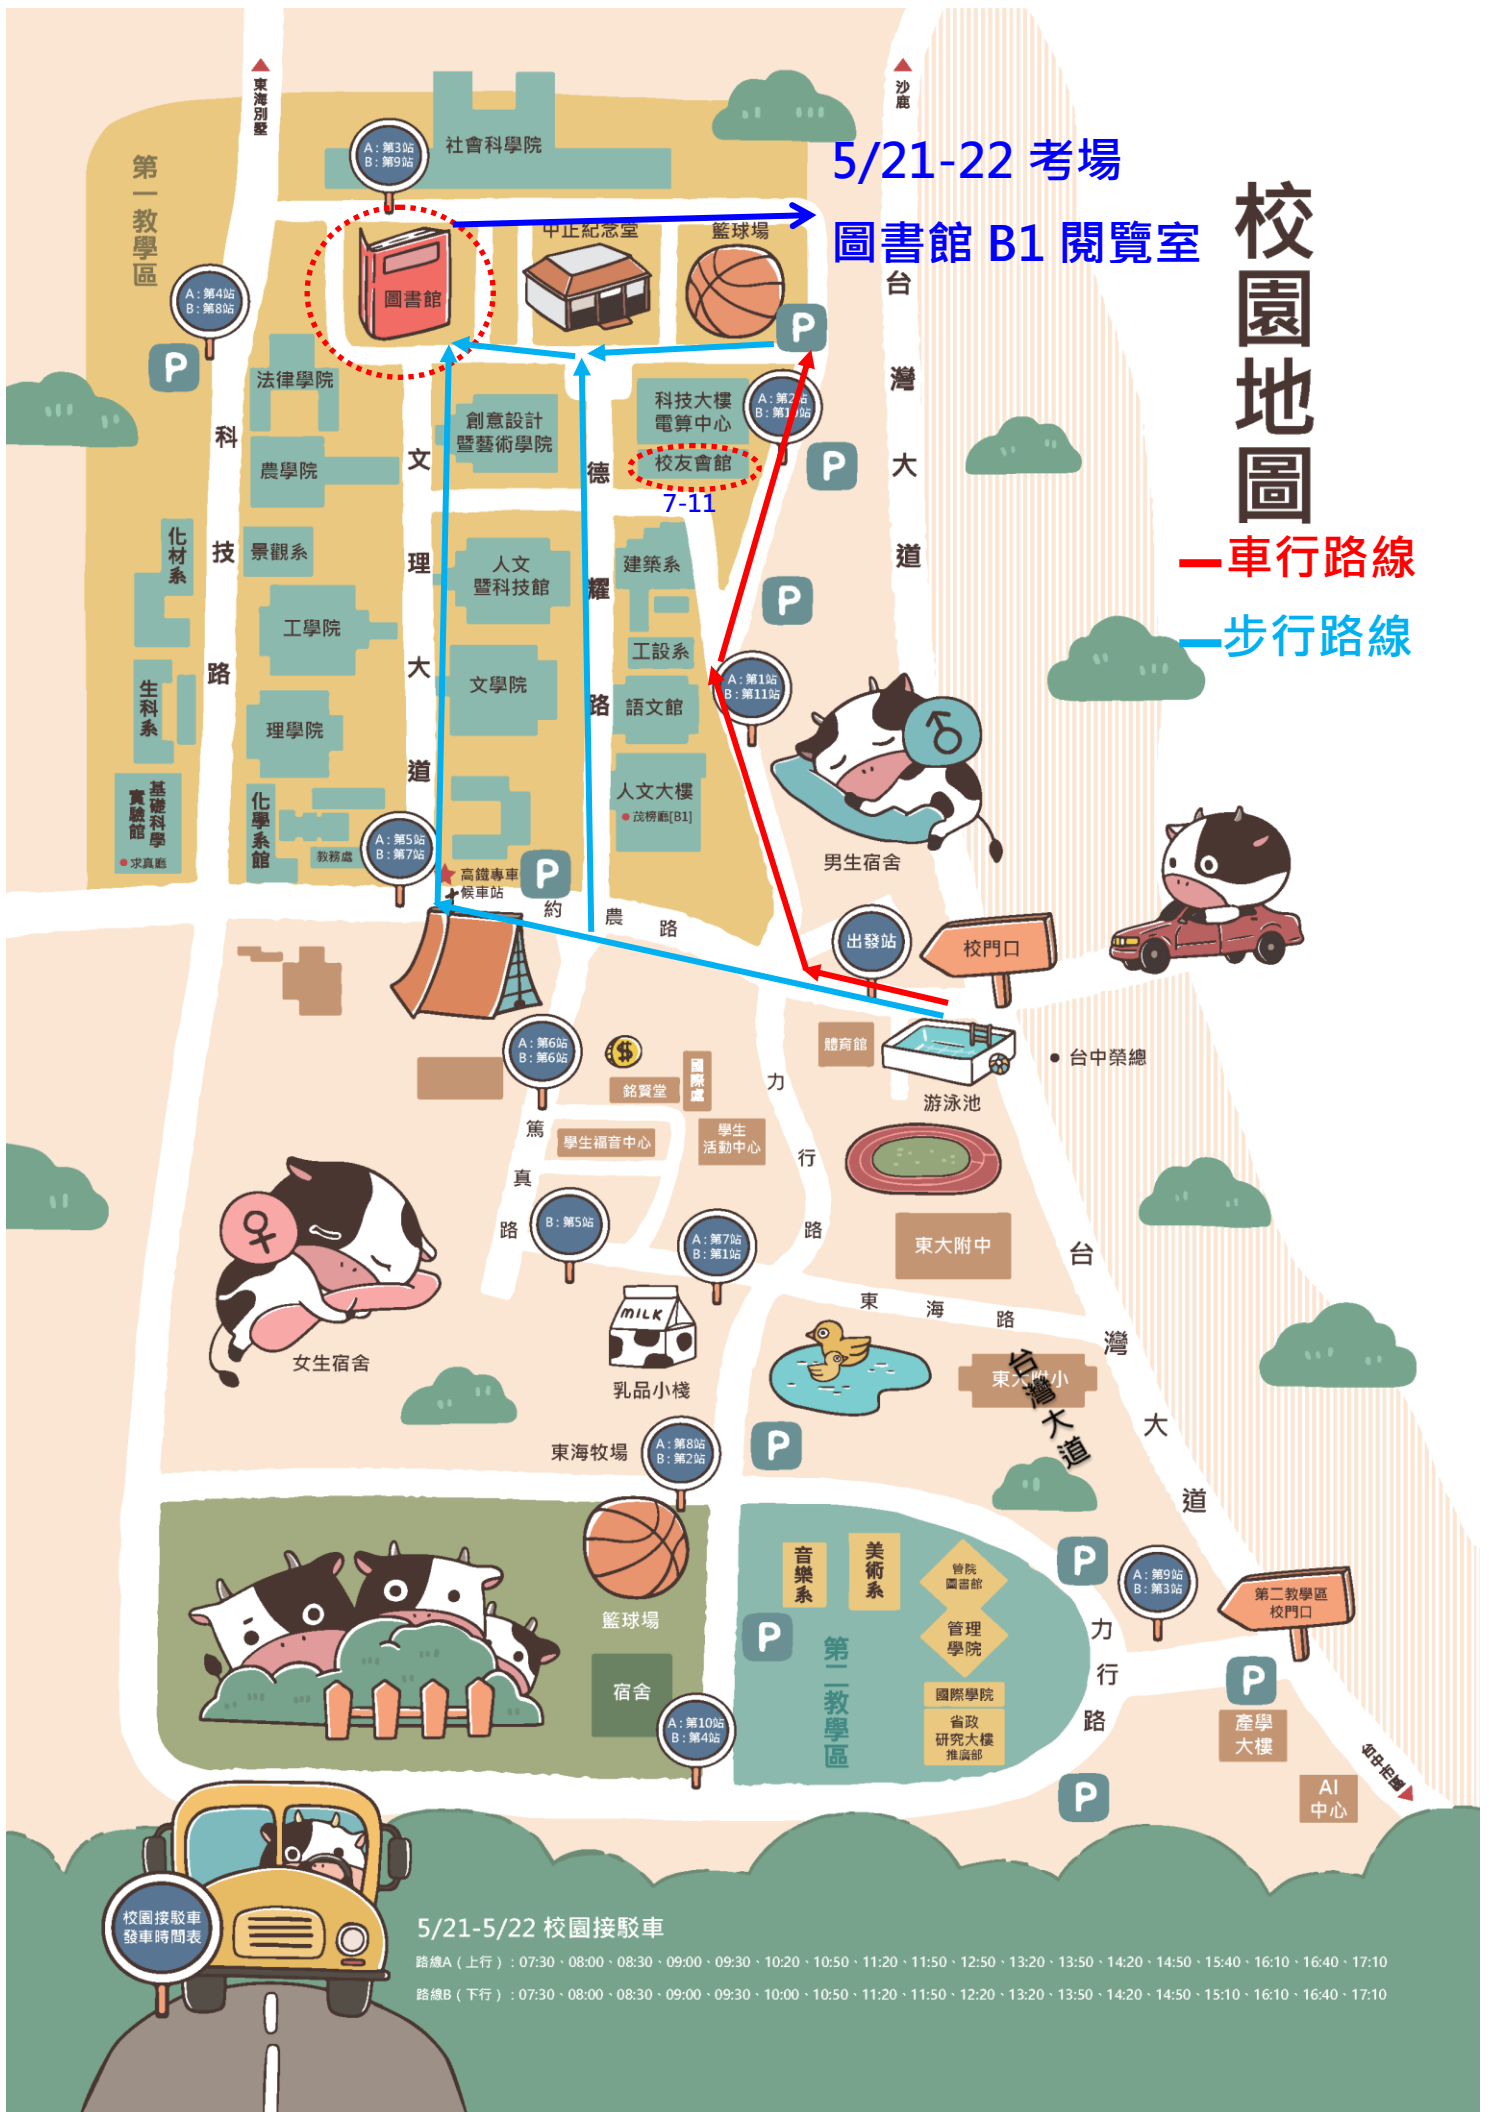 校園地圖
5/21-22 考場
圖書館 B1 閱覽室
車行路線
步行路線
東海別墅
沙鹿
第一教學區
社會科學院
A : 第3站
B : 第9站
圖書館
中正紀念堂
籃球場
A : 第4站
B : 第8站
P
P
台灣大道
法律學院
創意設計
暨藝術學院
科技大樓
電算中心
A : 第2站
B : 第10站
校友會館
7-11
P
農學院
科技路
文理大道
德耀路
化材系
景觀系
人文
暨科技館
建築系
P
工學院
工設系
生科系
文學院
語文館
A : 第1站
B : 第11站
理學院
基礎科學
實驗館
求真廳
化學系館
教務處
A : 第5站
B : 第7站
人文大樓
茂榜廳[B1]
男生宿舍
高鐵專車
候車站
P
約農路
出發站
校門口
A : 第6站
B : 第6站
銘賢堂
國際處
體育館
游泳池
台中榮總
力行路
篤真路
學生福音中心
學生
活動中心
B : 第5站
A : 第7站
B : 第1站
東大附中
台灣大道
東海路
MILK
乳品小棧
女生宿舍
東大附小
台灣大道
東海牧場
A : 第8站
B : 第2站
P
籃球場
宿舍
A : 第10站
B : 第4站
音樂系
美術系
管院
圖書館
管理
學院
國際學院
省政
研究大樓
推廣部
第二教學區
P
P
A : 第9站
B : 第3站
第二教學區
校門口
力行路
P
產學
大樓
P
AI
中心
台中市區
校園接駁車
發車時間表
5/21-5/22 校園接駁車
路線A ( 上行 ) : 07:30、08:00、08:30、09:00、09:30、10:20、10:50、11:20、11:50、12:50、13:20、13:50、14:20、14:50、15:40、16:10、16:40、17:10
路線B ( 下行 ) : 07:30、08:00、08:30、09:00、09:30、10:00、10:50、11:20、11:50、12:20、13:20、13:50、14:20、14:50、15:10、16:10、16:40、17:10